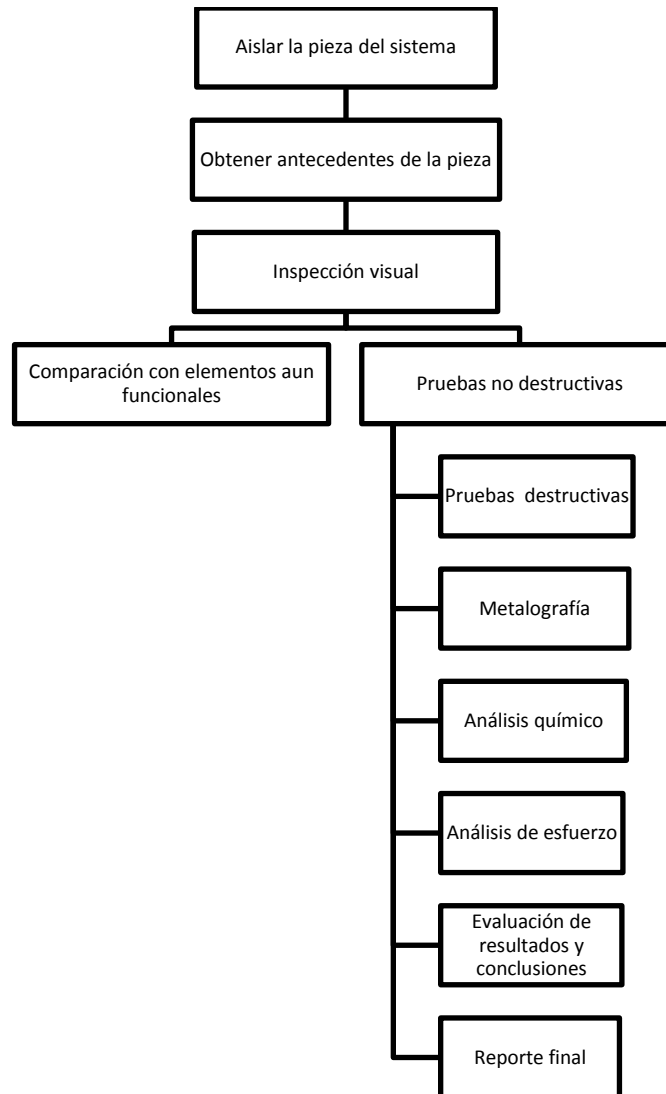 Aislar la pieza del sistema
Obtener antecedentes de la pieza
Inspección visual
Comparación con elementos aun
funcionales
Pruebas no destructivas
Pruebas destructivas
Metalografía
Análisis químico
Análisis de esfuerzo
Evaluación de
resultados y
conclusiones
Reporte final